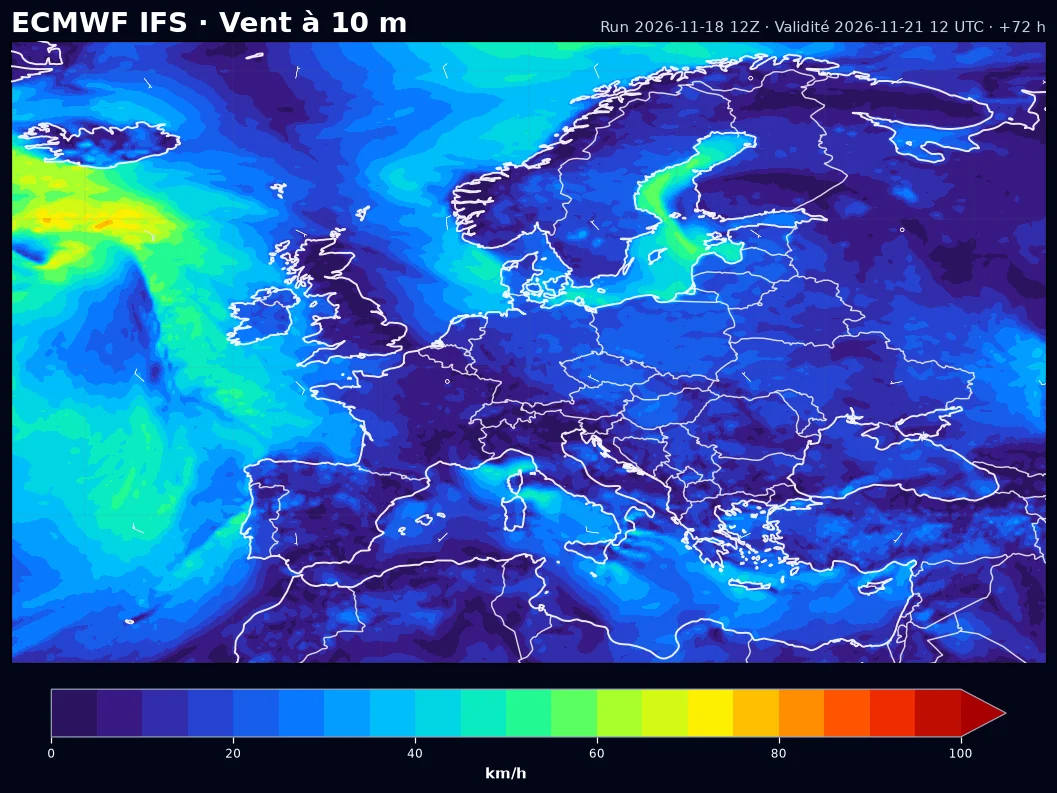 ECMWF IFS · Vent à 10 m
Run 2026-11-18 12Z · Validité 2026-11-21 12 UTC · +72 h
0 20 40 60 80 100
km/h